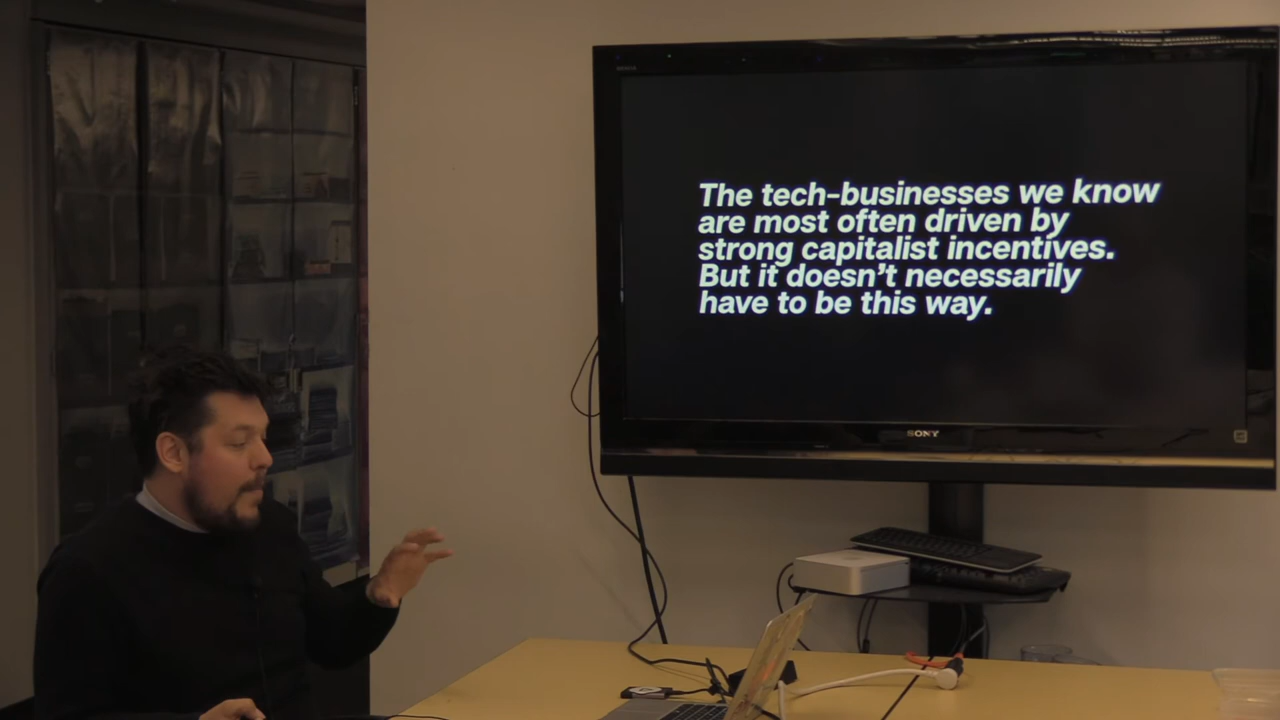 The tech-businesses we know
are most often driven by
strong capitalist incentives.
But it doesn't necessarily
have to be this way.
SONY